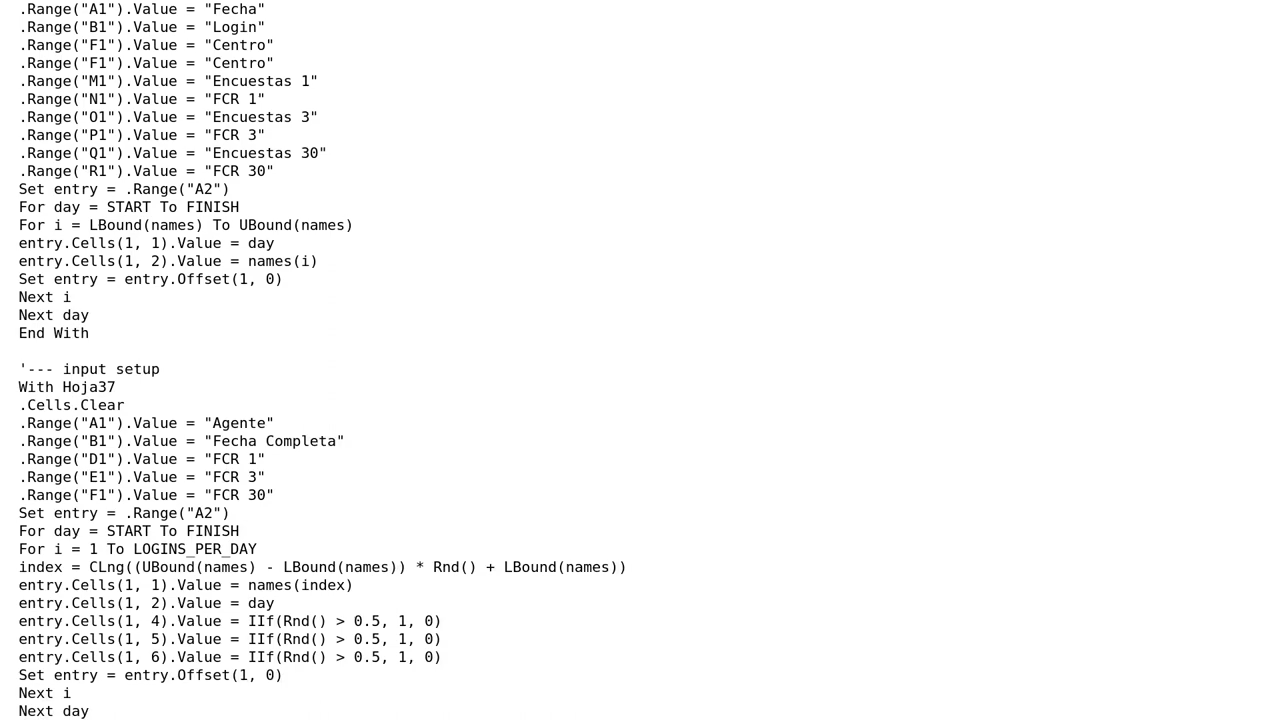 .Range("A1").Value = "Fecha"
.Range("B1").Value = "Login"
.Range("F1").Value = "Centro"
.Range("F1").Value = "Centro"
.Range("M1").Value = "Encuestas 1"
.Range("N1").Value = "FCR 1"
.Range("O1").Value = "Encuestas 3"
.Range("P1").Value = "FCR 3"
.Range("Q1").Value = "Encuestas 30"
.Range("R1").Value = "FCR 30"
Set entry = .Range("A2")
For day = START To FINISH
For i = LBound(names) To UBound(names)
entry.Cells(1, 1).Value = day
entry.Cells(1, 2).Value = names(i)
Set entry = entry.Offset(1, 0)
Next i
Next day
End With

'--- input setup
With Hoja37
.Cells.Clear
.Range("A1").Value = "Agente"
.Range("B1").Value = "Fecha Completa"
.Range("D1").Value = "FCR 1"
.Range("E1").Value = "FCR 3"
.Range("F1").Value = "FCR 30"
Set entry = .Range("A2")
For day = START To FINISH
For i = 1 To LOGINS_PER_DAY
index = CLng((UBound(names) - LBound(names)) * Rnd() + LBound(names))
entry.Cells(1, 1).Value = names(index)
entry.Cells(1, 2).Value = day
entry.Cells(1, 4).Value = IIf(Rnd() > 0.5, 1, 0)
entry.Cells(1, 5).Value = IIf(Rnd() > 0.5, 1, 0)
entry.Cells(1, 6).Value = IIf(Rnd() > 0.5, 1, 0)
Set entry = entry.Offset(1, 0)
Next i
Next day